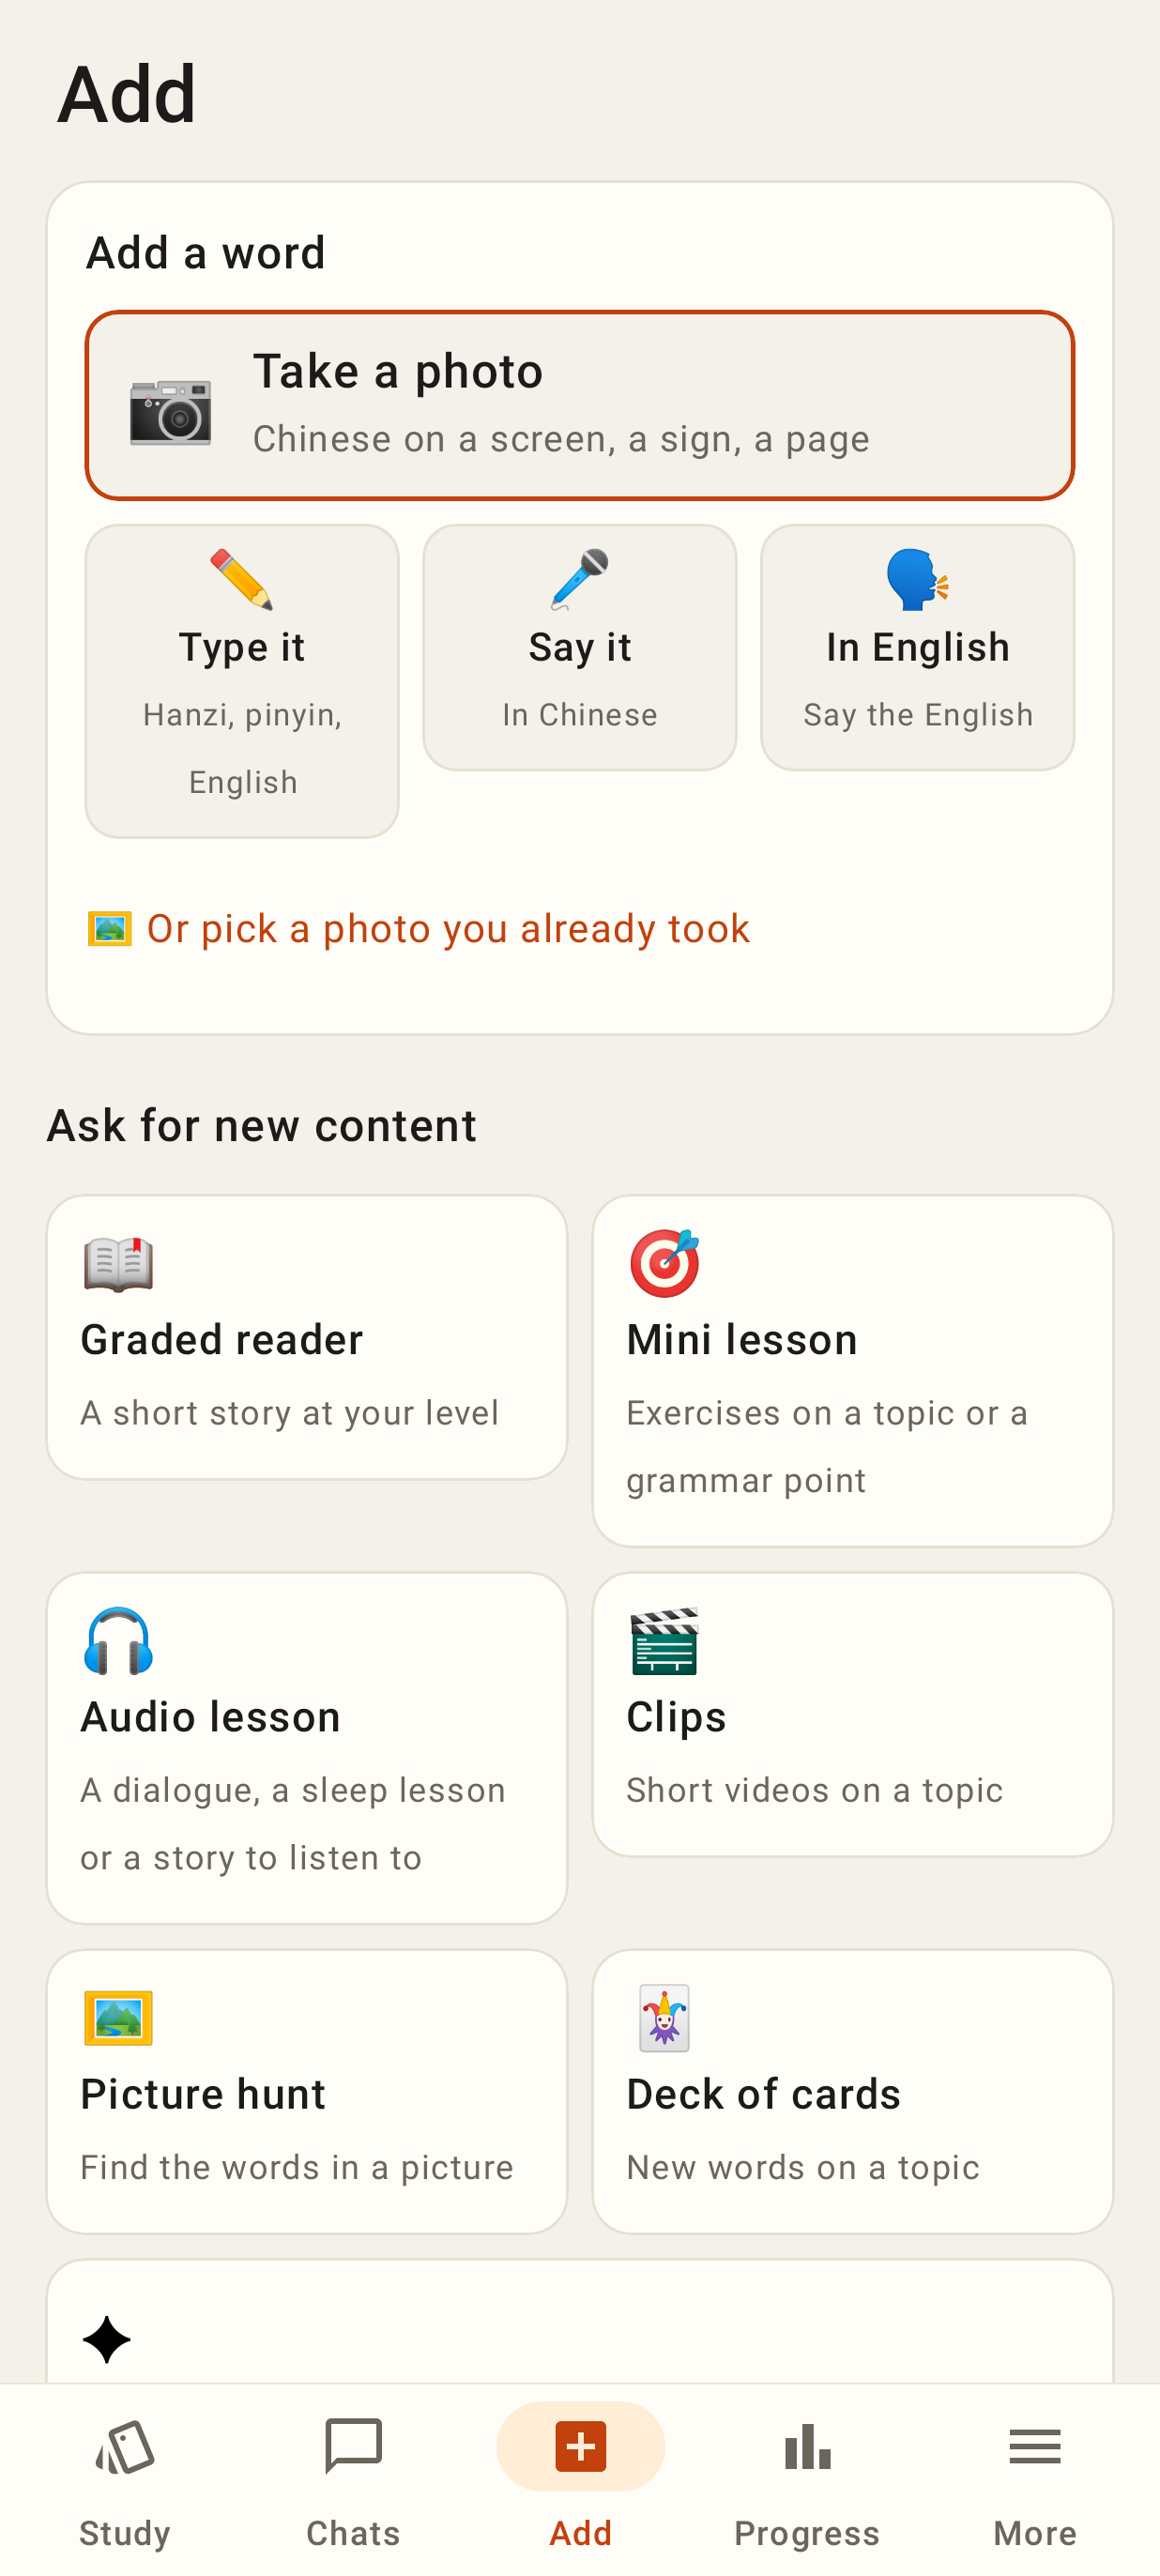 Add
Add a word
Take a photo
Chinese on a screen, a sign, a page
Type it
Hanzi, pinyin,
English
Say it
In Chinese
In English
Say the English
Or pick a photo you already took
Ask for new content
Graded reader
A short story at your level
Mini lesson
Exercises on a topic or a
grammar point
Audio lesson
A dialogue, a sleep lesson
or a story to listen to
Clips
Short videos on a topic
Picture hunt
Find the words in a picture
Deck of cards
New words on a topic
Study
Chats
Add
Progress
More